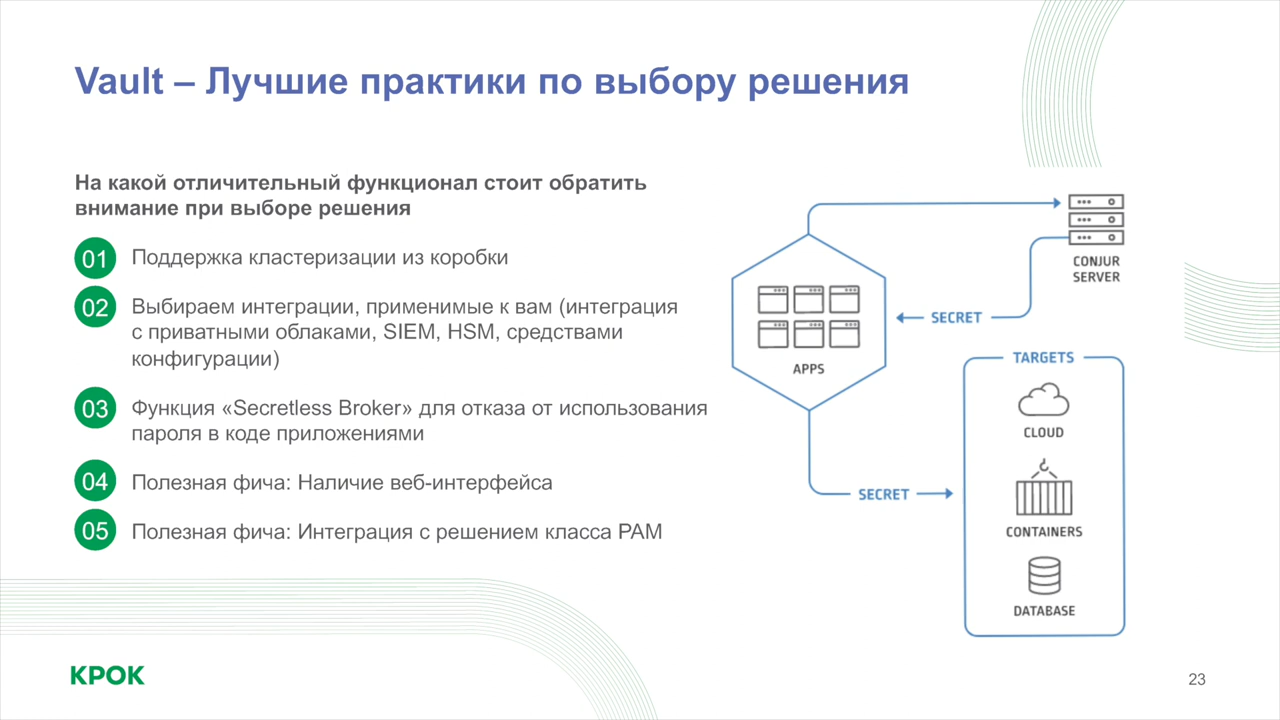 Vault – Лучшие практики по выбору решения
На какой отличительный функционал стоит обратить
внимание при выборе решения
01 Поддержка кластеризации из коробки
02 Выбираем интеграции, применимые к вам (интеграция
с приватными облаками, SIEM, HSM, средствами
конфигурации)
03 Функция «Secretless Broker» для отказа от использования
пароля в коде приложениями
04 Полезная фича: Наличие веб-интерфейса
05 Полезная фича: Интеграция с решением класса PAM
CONJUR
SERVER
SECRET
APPS
TARGETS
CLOUD
SECRET
CONTAINERS
DATABASE
КРОК
23